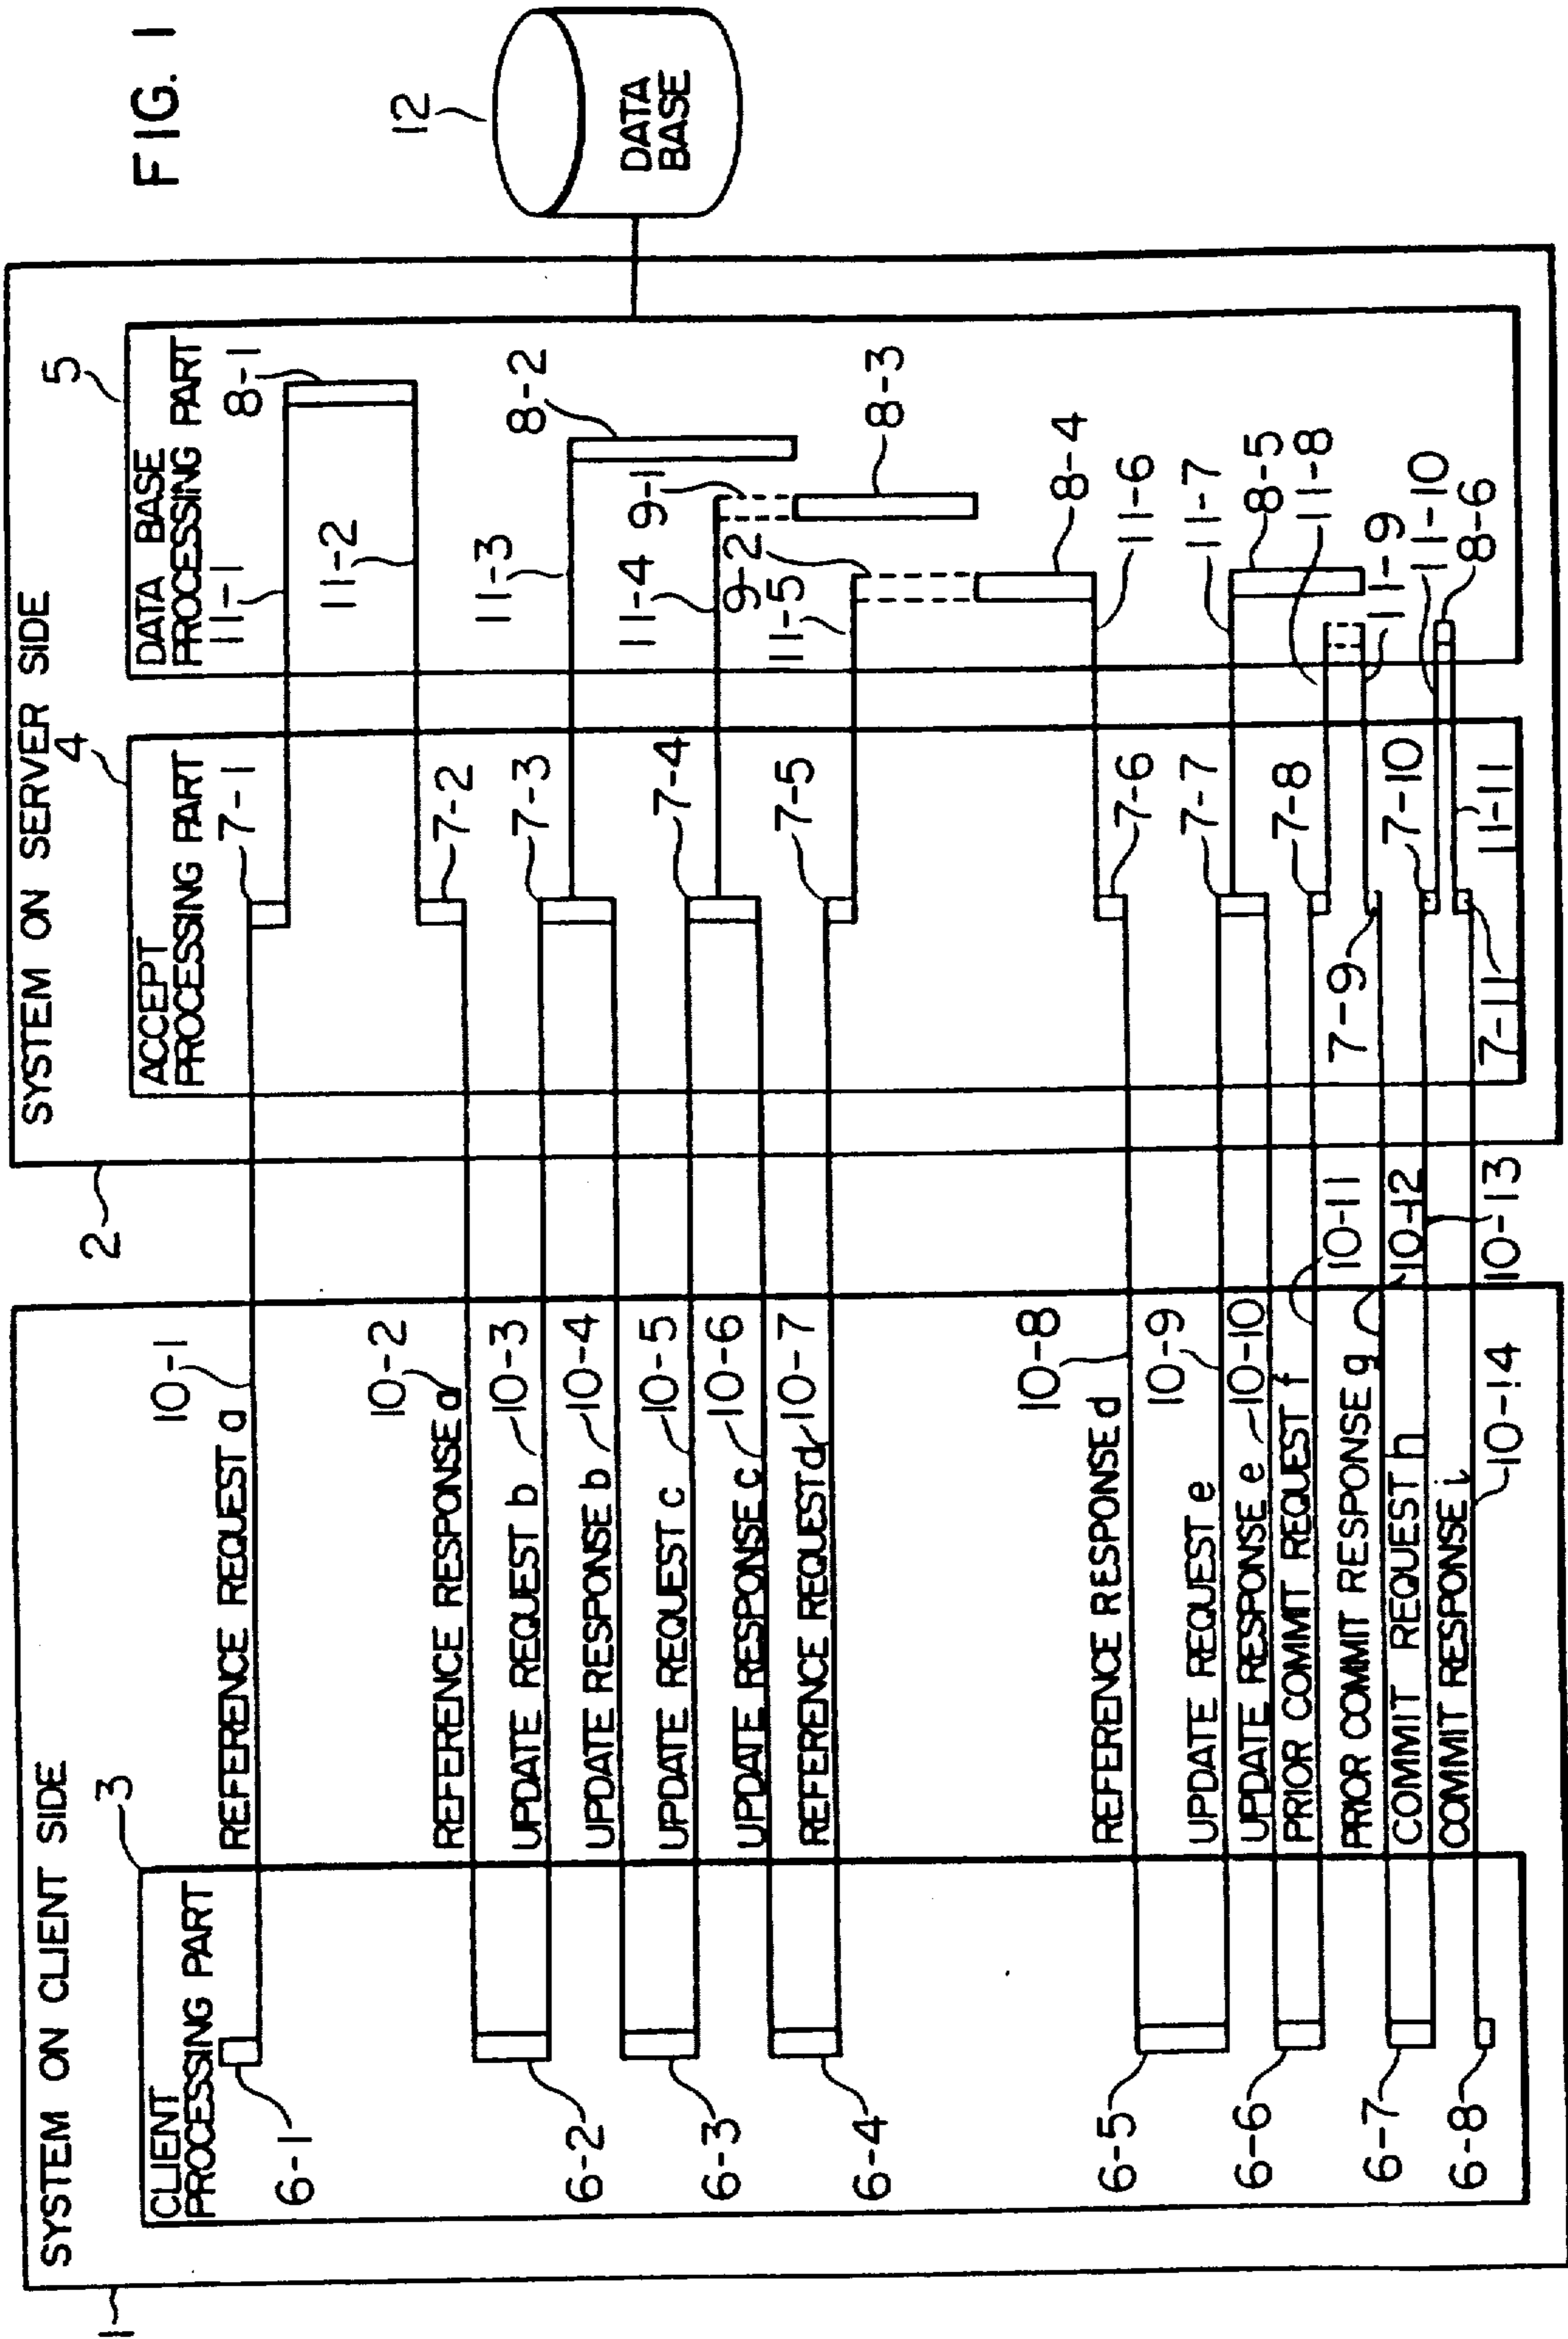 FIG. 1
SYSTEM ON CLIENT SIDE
1
CLIENT
PROCESSING PART
3
6-1
6-2
6-3
6-4
6-5
6-6
6-7
6-8
REFERENCE REQUEST a
10-1
REFERENCE RESPONSE a
10-2
UPDATE REQUEST b
10-3
UPDATE RESPONSE b
10-4
UPDATE REQUEST c
10-5
UPDATE RESPONSE c
10-6
REFERENCE REQUEST d
10-7
REFERENCE RESPONSE d
10-8
UPDATE REQUEST e
10-9
UPDATE RESPONSE e
10-10
PRIOR COMMIT REQUEST f
10-11
PRIOR COMMIT RESPONSE g
10-12
COMMIT REQUEST h
10-13
COMMIT RESPONSE i
10-14
SYSTEM ON SERVER SIDE
2
ACCEPT
PROCESSING PART
4
7-1
7-2
7-3
7-4
7-5
7-6
7-7
7-8
7-9
7-10
7-11
DATA BASE
PROCESSING PART
5
11-1
8-1
11-2
11-3
8-2
11-4
9-1
9-2
8-3
11-5
8-4
11-6
11-7
8-5
11-8
11-9
11-10
8-6
11-11
12
DATA
BASE